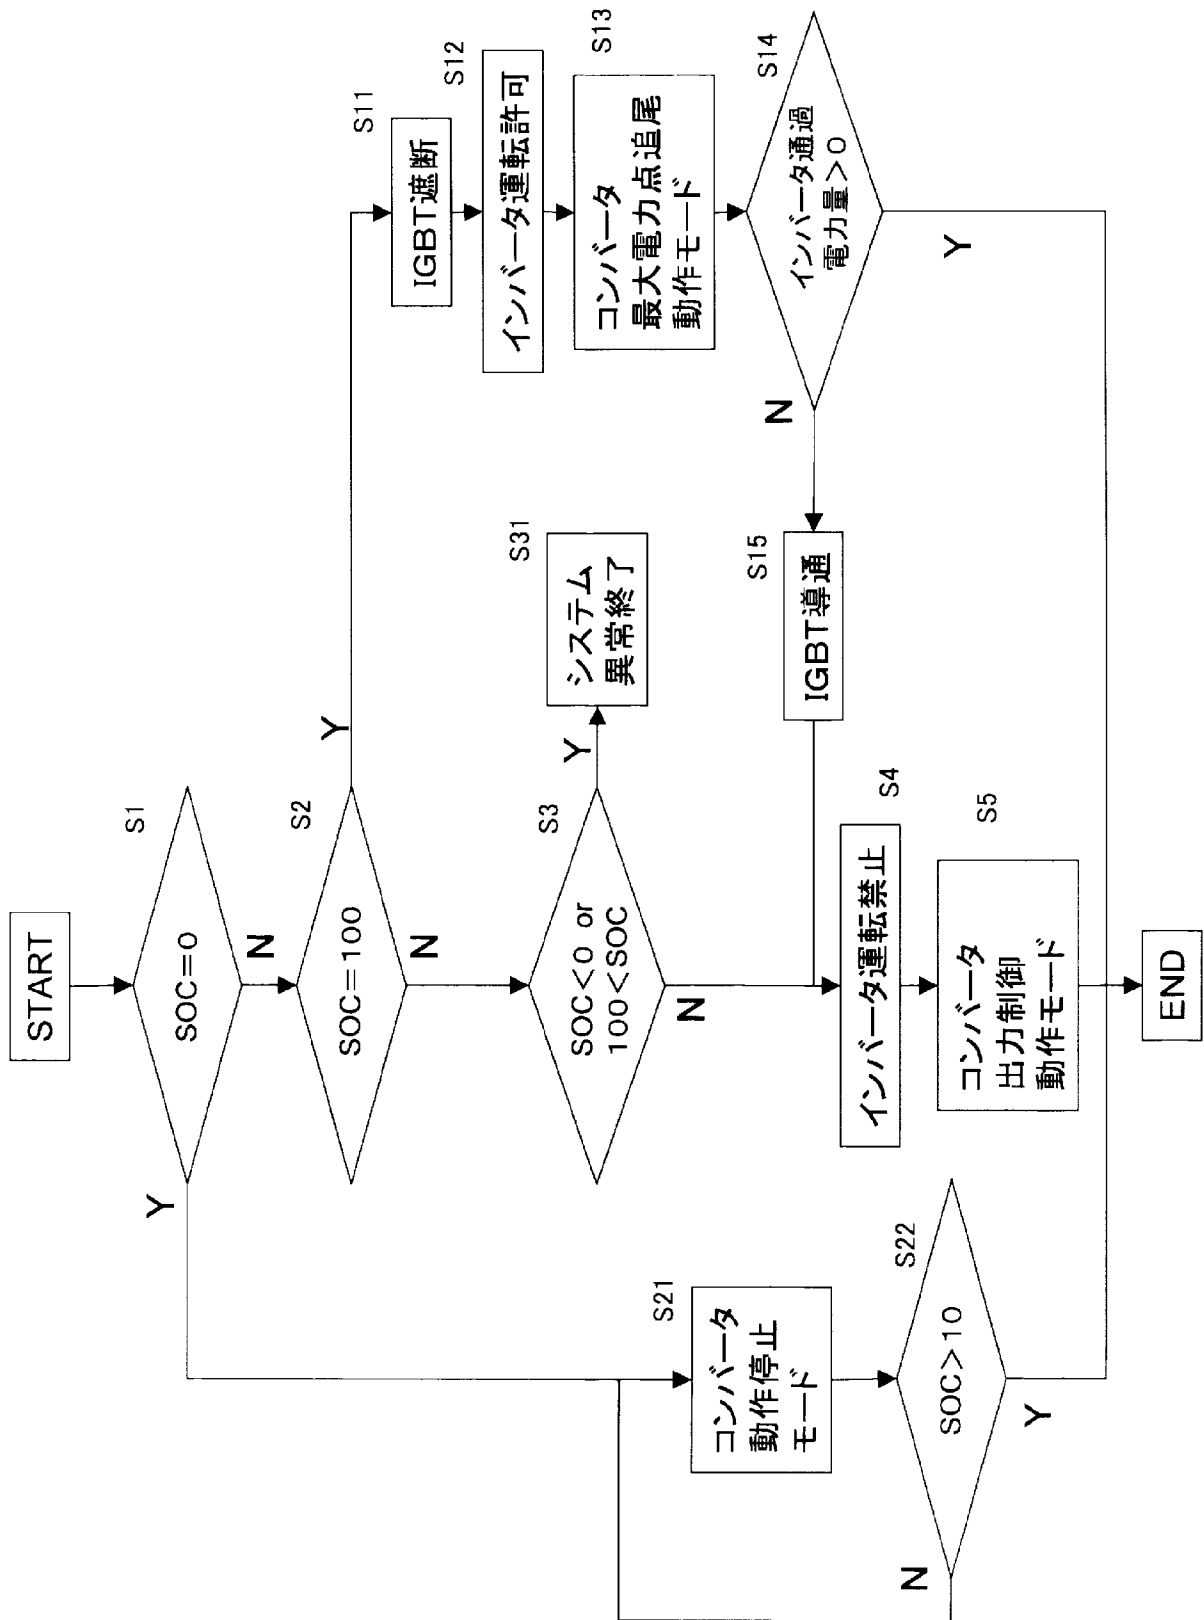 START
S1
SOC=0
Y
N
S2
SOC=100
Y
N
S3
SOC<0 or
100<SOC
Y
N
S31
システム
異常終了
S11
IGBT遮断
S12
インバータ運転許可
S13
コンバータ
最大電力点追尾
動作モード
S14
インバータ通過
電力量>0
N
Y
S15
IGBT導通
S4
インバータ運転禁止
S5
コンバータ
出力制御
動作モード
S21
コンバータ
動作停止
モード
S22
SOC>10
N
Y
END